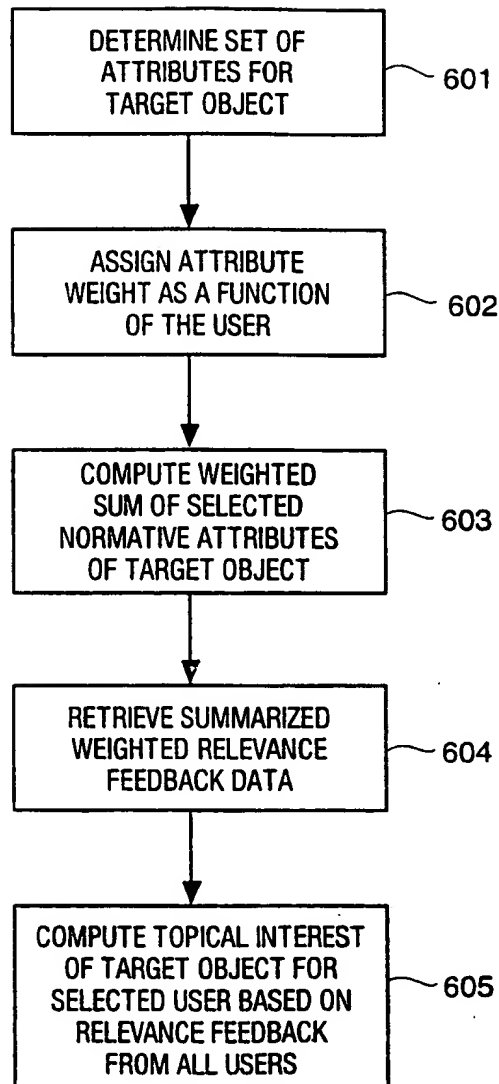 DETERMINE SET OF
ATTRIBUTES FOR
TARGET OBJECT
601
ASSIGN ATTRIBUTE
WEIGHT AS A FUNCTION
OF THE USER
602
COMPUTE WEIGHTED
SUM OF SELECTED
NORMATIVE ATTRIBUTES
OF TARGET OBJECT
603
RETRIEVE SUMMARIZED
WEIGHTED RELEVANCE
FEEDBACK DATA
604
COMPUTE TOPICAL INTEREST
OF TARGET OBJECT FOR
SELECTED USER BASED ON
RELEVANCE FEEDBACK
FROM ALL USERS
605